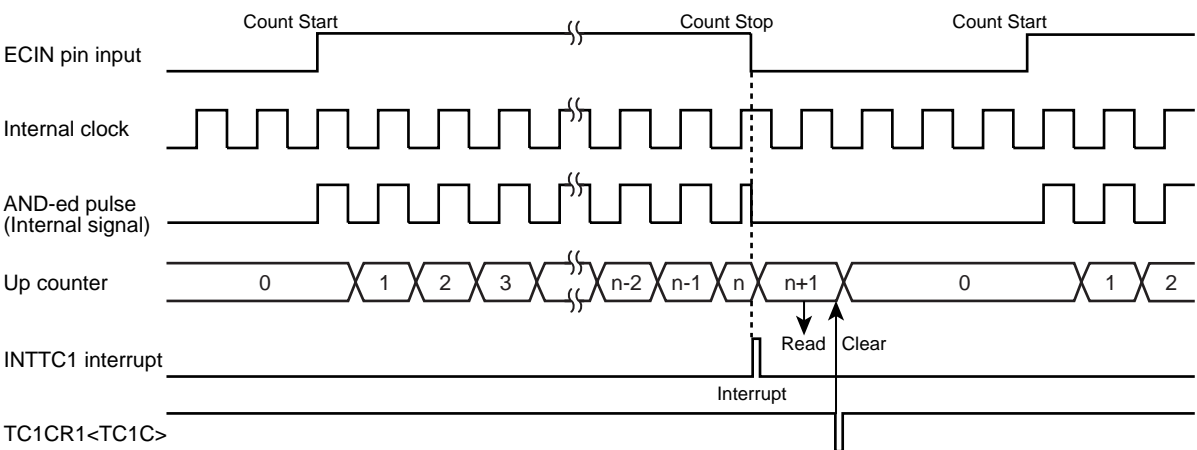 Count Start Count Stop Count Start
ECIN pin input
Internal clock
AND-ed pulse
(Internal signal)
Up counter 0 1 2 3 n-2 n-1 n n+1 0 1 2
Read Clear
INTTC1 interrupt
Interrupt
TC1CR1<TC1C>